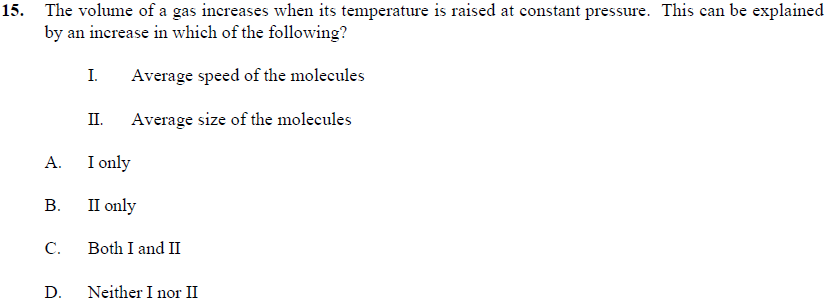 15. The volume of a gas increases when its temperature is raised at constant pressure. This can be explained
by an increase in which of the following?
I. Average speed of the molecules
II. Average size of the molecules
A. I only
B. II only
C. Both I and II
D. Neither I nor II